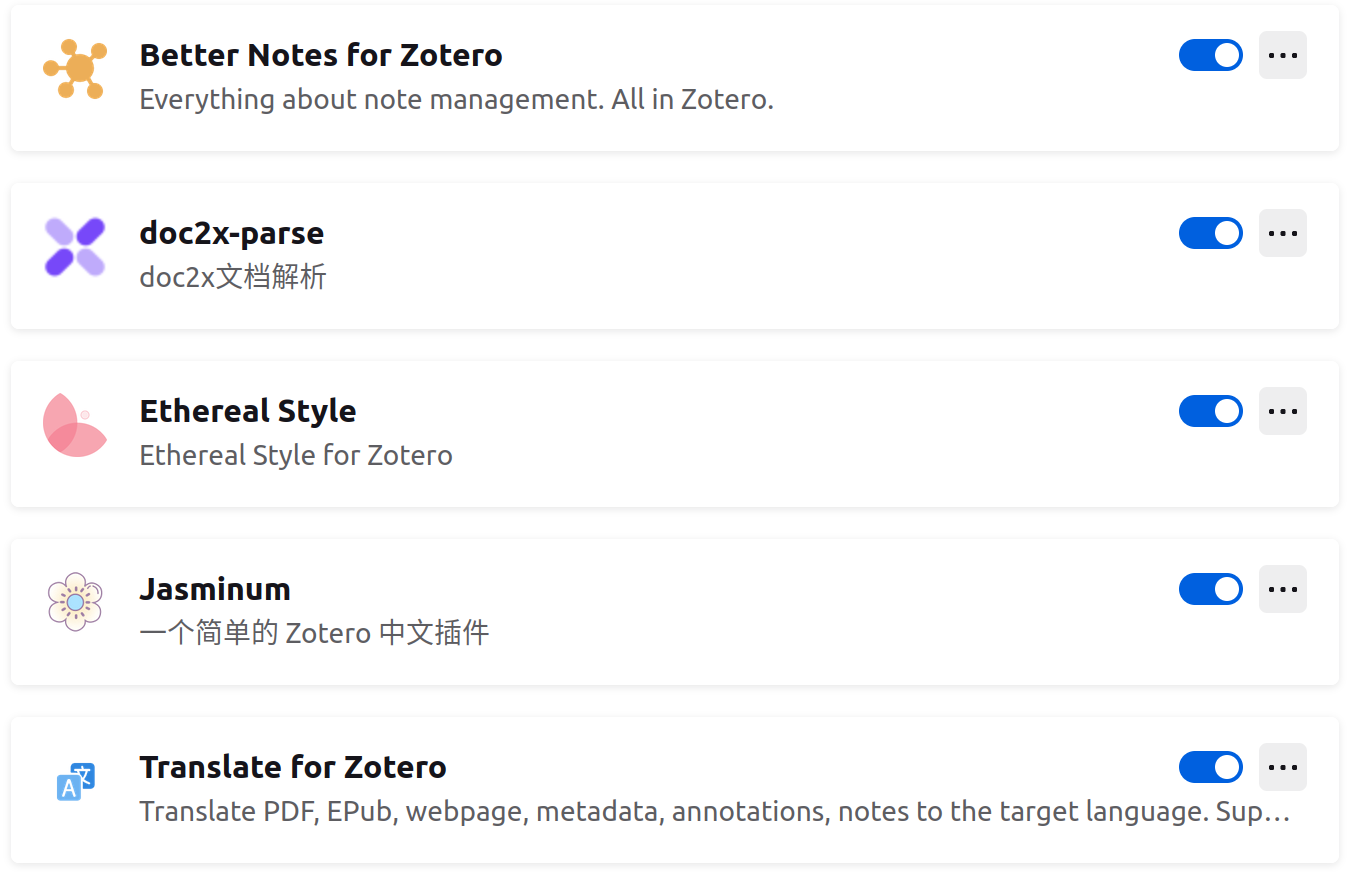 Better Notes for Zotero
Everything about note management. All in Zotero.
doc2x-parse
doc2x文档解析
Ethereal Style
Ethereal Style for Zotero
Jasminum
一个简单的 Zotero 中文插件
A 文
Translate for Zotero
Translate PDF, EPub, webpage, metadata, annotations, notes to the target language. Sup…